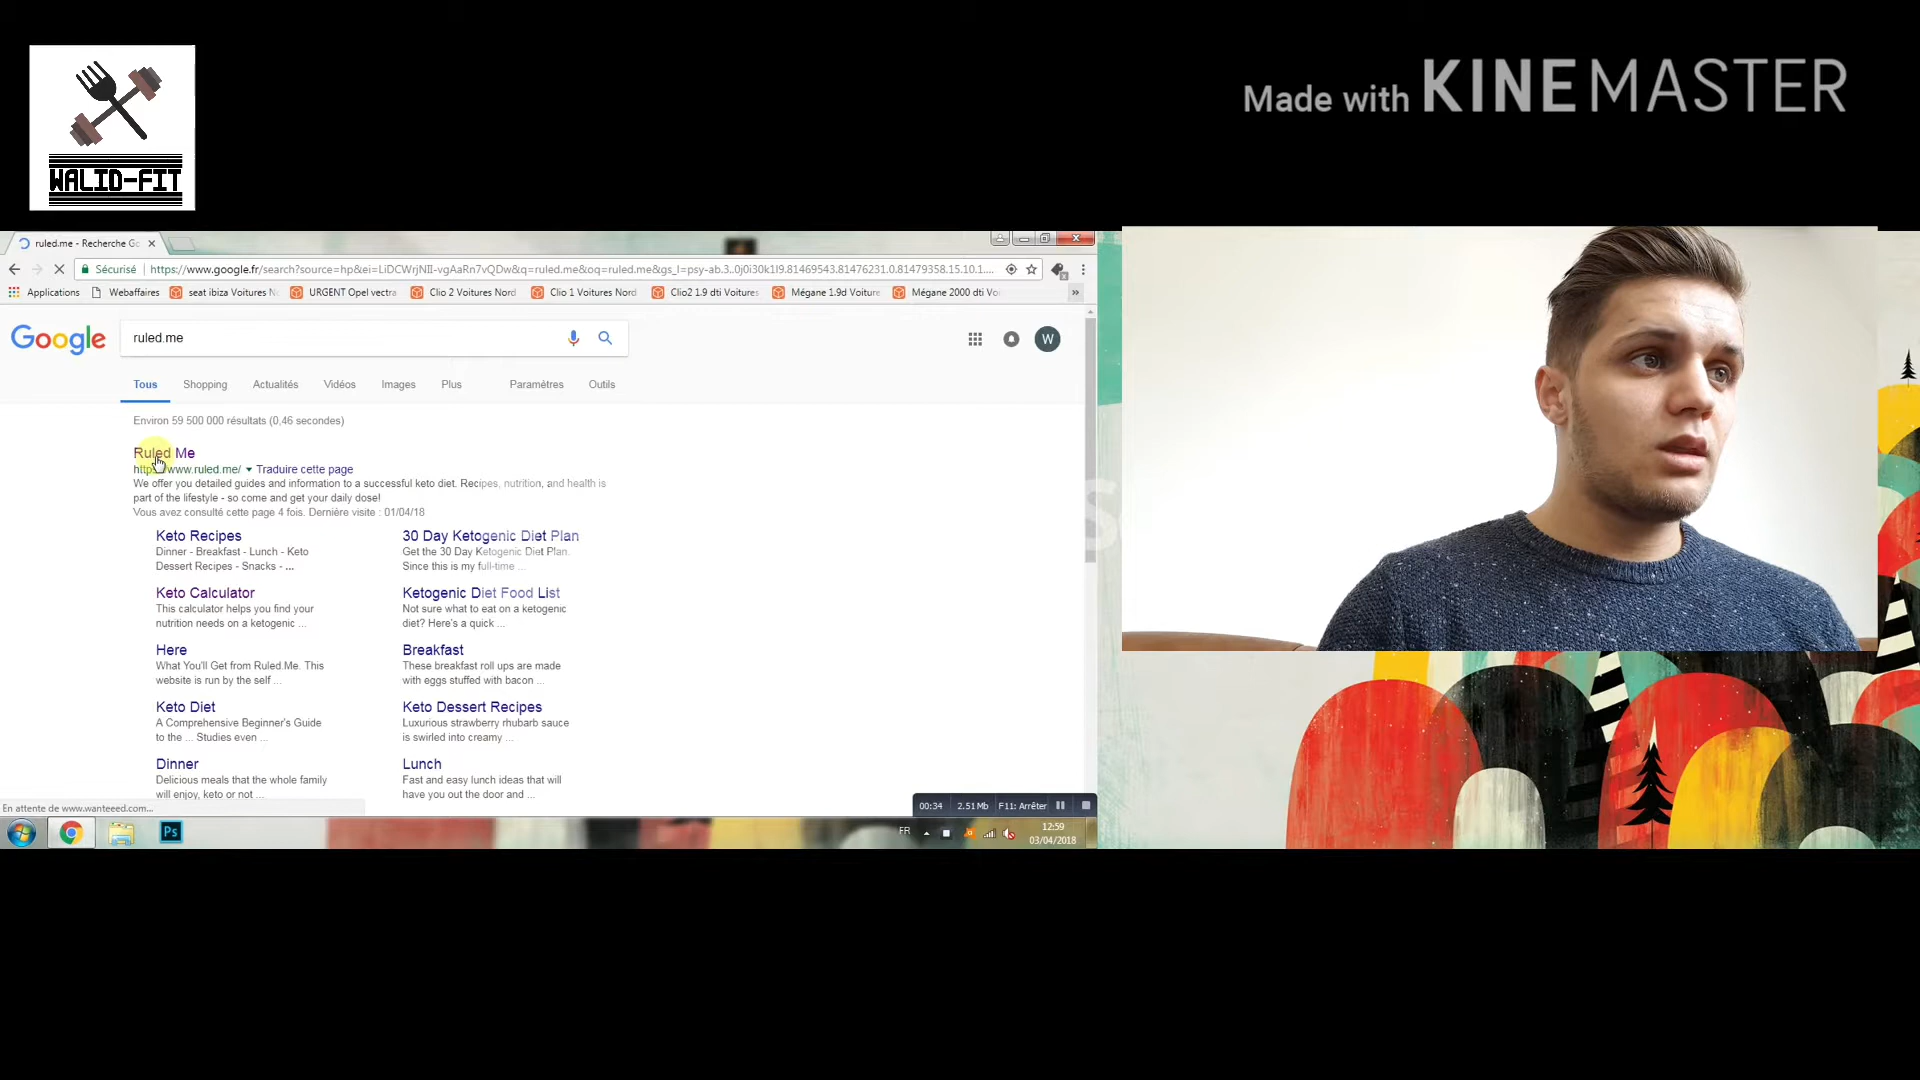 WALID-FIT
Made with KINEMASTER
ruled.me - Recherche Go
Sécurisé
https://www.google.fr/search?source=hp&ei=LiDCWrjNII-vgAaRn7vQDw&q=ruled.me&oq=ruled.me&gs_l=psy-ab.3..0j0i30k1l9.81469543.81476231.0.81479358.15.10.1....
Applications
Webaffaires
seat ibiza Voitures N
URGENT Opel vectra
Clio 2 Voitures Nord
Clio 1 Voitures Nord
Clio2 1.9 dti Voitures
Mégane 1.9d Voiture
Mégane 2000 dti Voi
»
Google
ruled.me
W
Tous Shopping Actualités Vidéos Images Plus Paramètres Outils
Environ 59 500 000 résultats (0,46 secondes)
Ruled Me
www.ruled.me/ Traduire cette page
We offer you detailed guides and information to a successful keto diet. Recipes, nutrition, and health is
part of the lifestyle - so come and get your daily dose!
Vous avez consulté cette page 4 fois. Dernière visite : 01/04/18
Keto Recipes
Dinner - Breakfast - Lunch - Keto
Dessert Recipes - Snacks - ...
30 Day Ketogenic Diet Plan
Get the 30 Day Ketogenic Diet Plan.
Since this is my full-time ...
Keto Calculator
This calculator helps you find your
nutrition needs on a ketogenic ...
Ketogenic Diet Food List
Not sure what to eat on a ketogenic
diet? Here's a quick ...
Here
What You'll Get from Ruled.Me. This
website is run by the self ...
Breakfast
These breakfast roll ups are made
with eggs stuffed with bacon ...
Keto Diet
A Comprehensive Beginner's Guide
to the ... Studies even ...
Keto Dessert Recipes
Luxurious strawberry rhubarb sauce
is swirled into creamy ...
Dinner
Delicious meals that the whole family
will enjoy, keto or not ...
Lunch
Fast and easy lunch ideas that will
have you out the door and ...
En attente de www.wanteeed.com...
00:34 2.51Mb F11: Arrêter
Ps
FR
12:59
03/04/2018